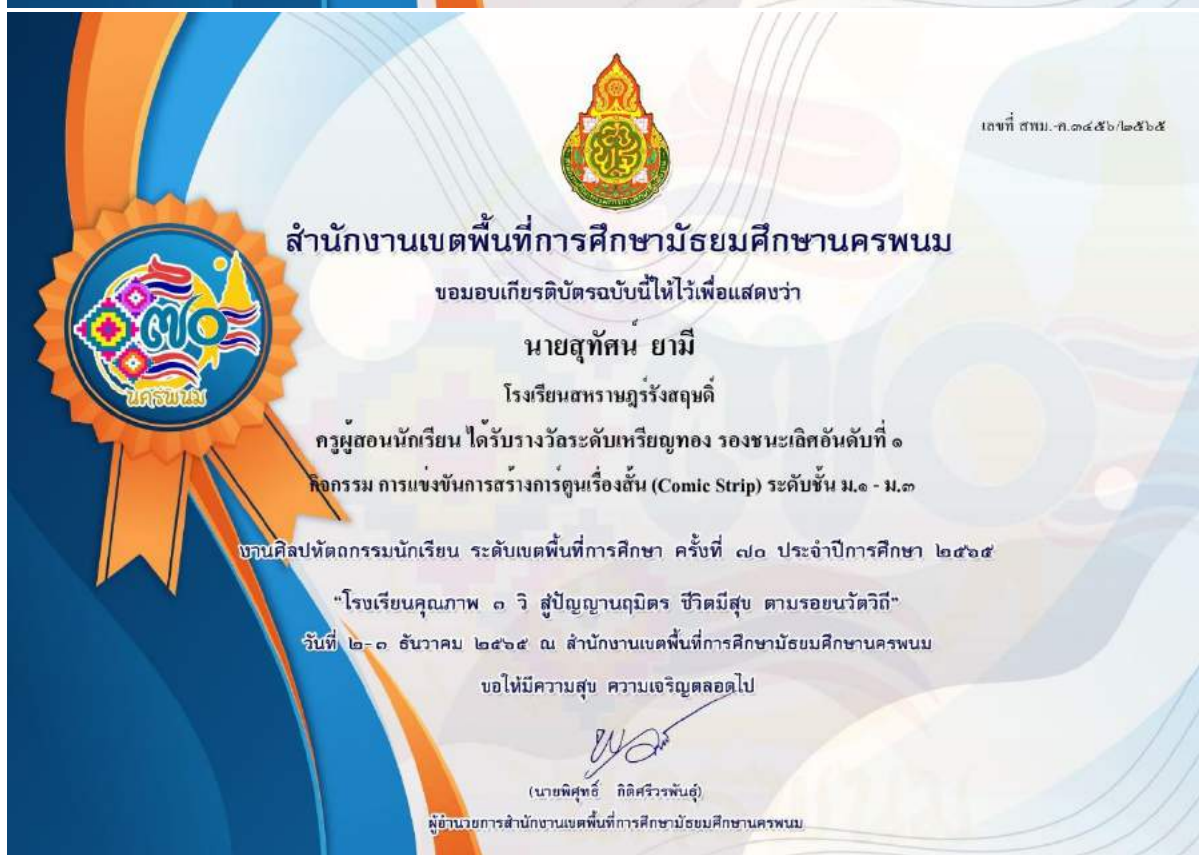 เลขที่ สพม.-ค.๓๔๕๖/๒๕๖๕
สำนักงานเขตพื้นที่การศึกษามัธยมศึกษานครพนม
ขอมอบเกียรติบัตรฉบับนี้ให้ไว้เพื่อแสดงว่า
นายสุทัศน์ ยามี
โรงเรียนสหราษฎร์รังสฤษดิ์
ครูผู้สอนนักเรียน ได้รับรางวัลระดับเหรียญทอง รองชนะเลิศอันดับที่ ๑
กิจกรรม การแข่งขันการสร้างการ์ตูนเรื่องสั้น (Comic Strip) ระดับชั้น ม.๑ - ม.๓
งานศิลปหัตถกรรมนักเรียน ระดับเขตพื้นที่การศึกษา ครั้งที่ ๗๐ ประจำปีการศึกษา ๒๕๖๕
"โรงเรียนคุณภาพ ๓ วิ สู่ปัญญานฤมิตร ชีวิตมีสุข ตามรอยนวัตวิถี"
วันที่ ๒-๓ ธันวาคม ๒๕๖๕ ณ สำนักงานเขตพื้นที่การศึกษามัธยมศึกษานครพนม
ขอให้มีความสุข ความเจริญตลอดไป
(นายพิศุทธิ์ กิติศรีวรพันธุ์)
ผู้อำนวยการสำนักงานเขตพื้นที่การศึกษามัธยมศึกษานครพนม
๗๐
นครพนม